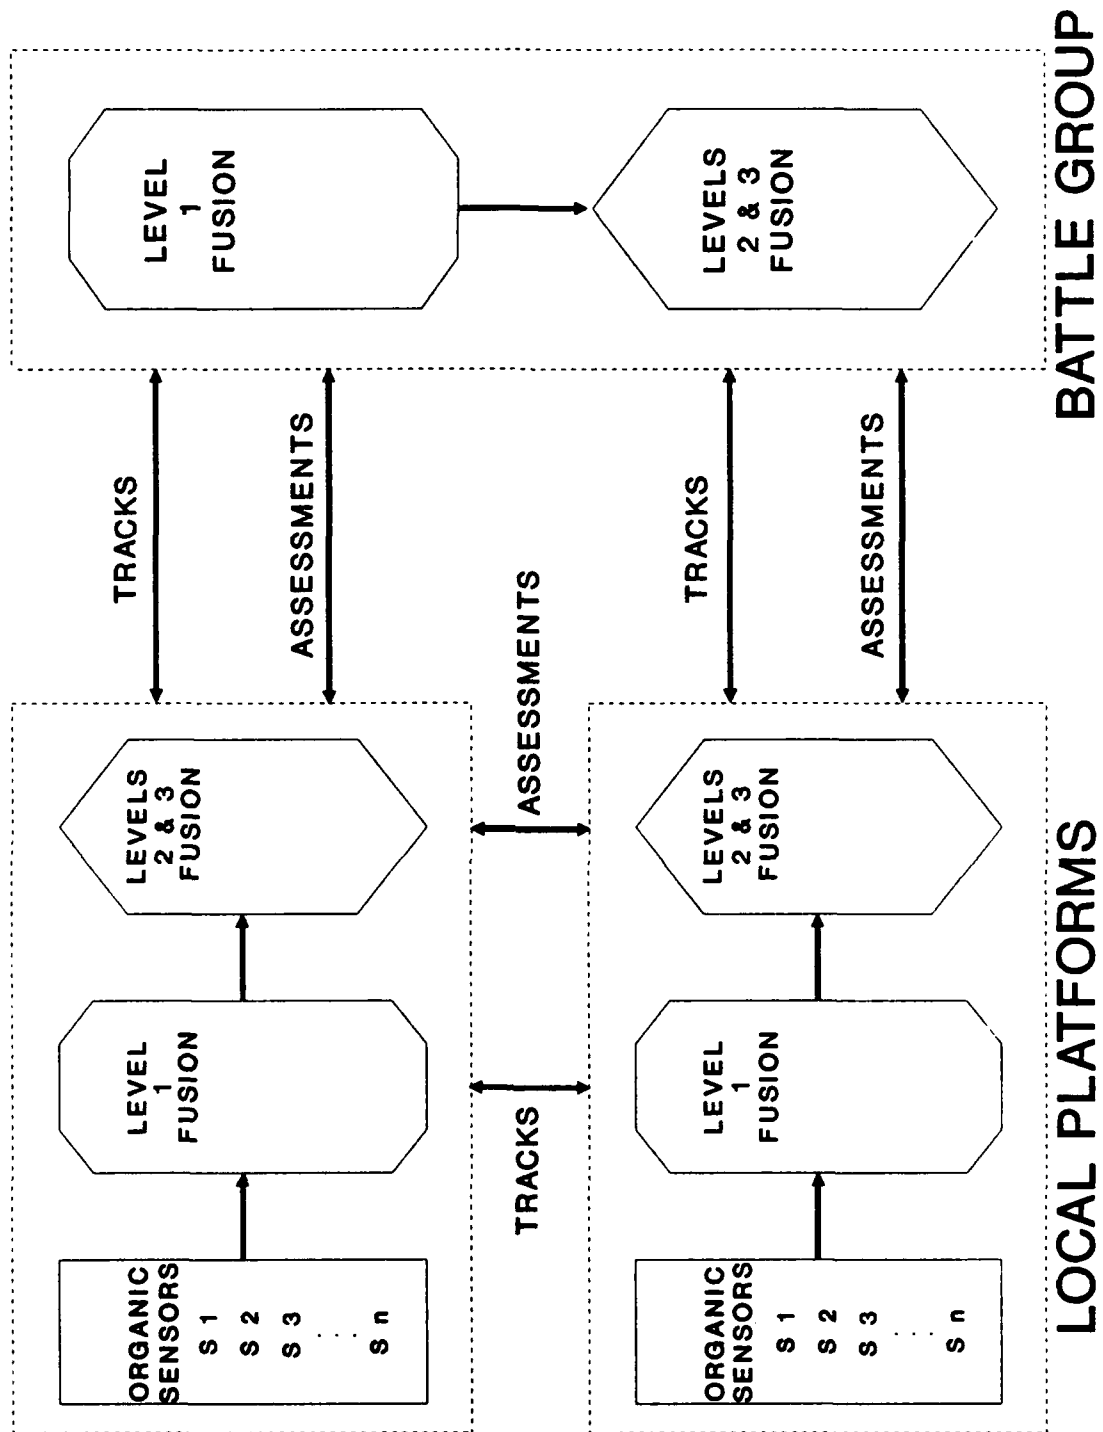 ORGANIC
SENSORS
S 1
S 2
S 3
. . .
S n
LEVEL
1
FUSION
LEVELS
2 & 3
FUSION
TRACKS
ASSESSMENTS
LEVEL
1
FUSION
TRACKS
ASSESSMENTS
ORGANIC
SENSORS
S 1
S 2
S 3
. . .
S n
LEVEL
1
FUSION
LEVELS
2 & 3
FUSION
TRACKS
ASSESSMENTS
LEVELS
2 & 3
FUSION
LOCAL PLATFORMS
BATTLE GROUP